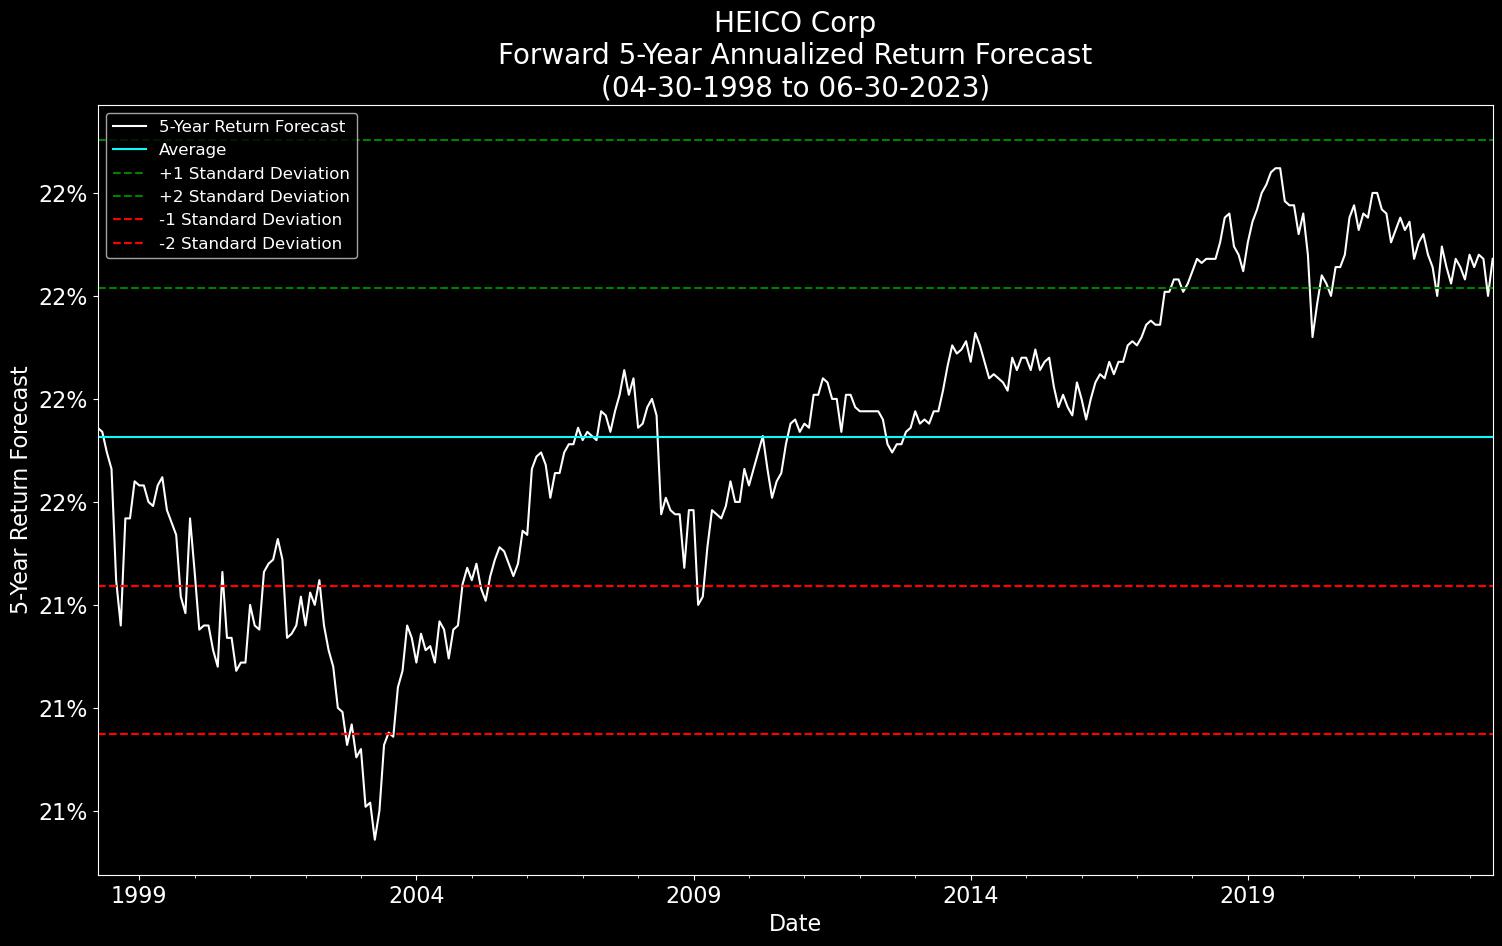 HEICO Corp
Forward 5-Year Annualized Return Forecast
(04-30-1998 to 06-30-2023)
5-Year Return Forecast
Average
+1 Standard Deviation
+2 Standard Deviation
-1 Standard Deviation
-2 Standard Deviation
22%
22%
22%
22%
21%
21%
21%
5-Year Return Forecast
1999
2004
2009
2014
2019
Date